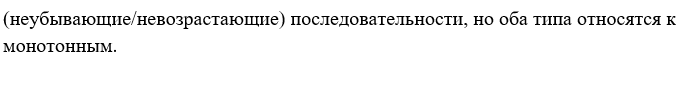 (неубывающие/невозрастающие) последовательности, но оба типа относятся к
монотонным.